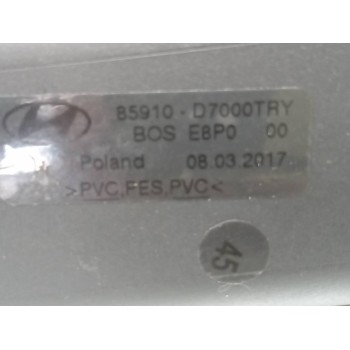 85910 - D7000TRY
BOS E8P0 00
Poland 08.03.2017
>PVC,FES,PVC<
45